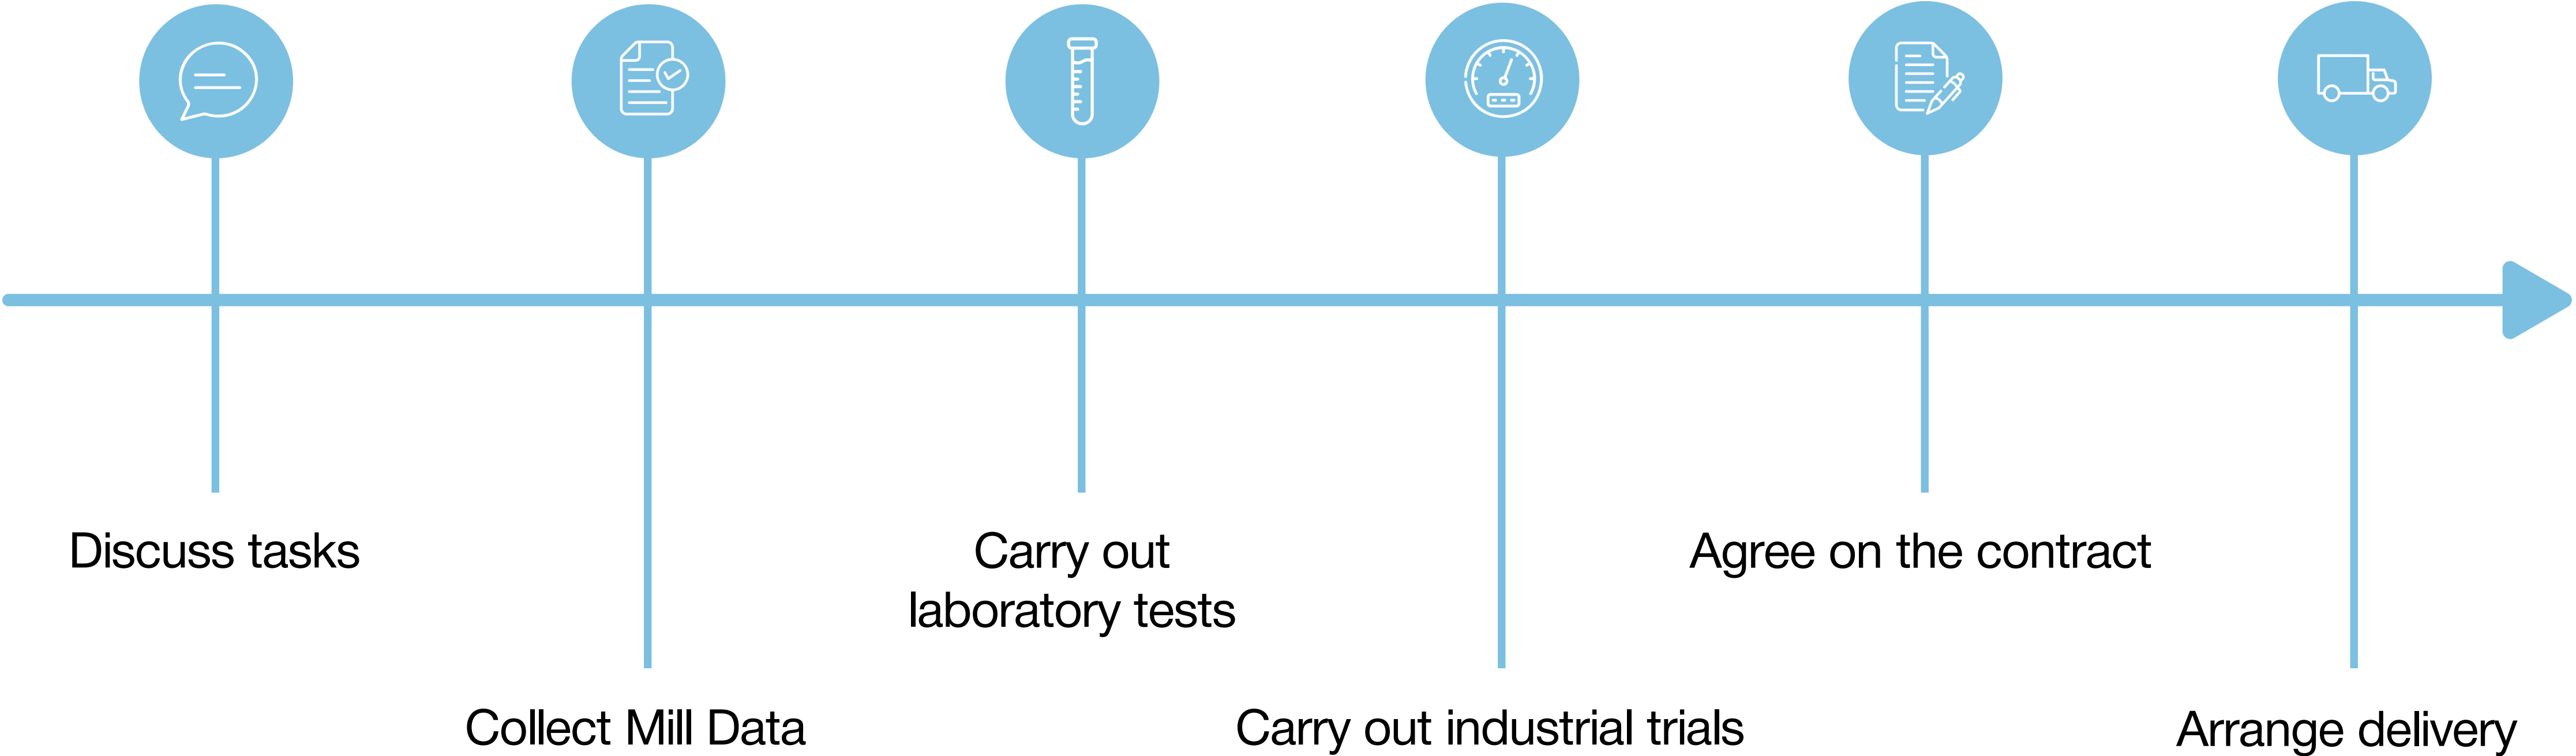 Discuss tasks
Collect Mill Data
Carry out
laboratory tests
Carry out industrial trials
Agree on the contract
Arrange delivery